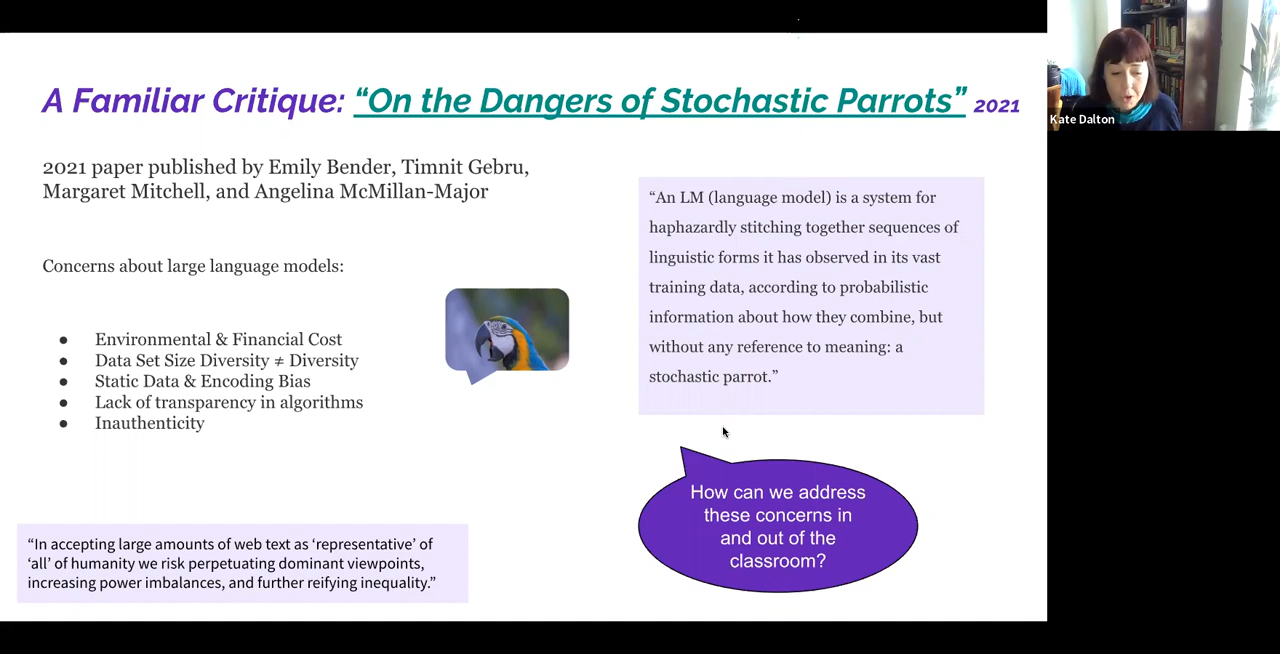 A Familiar Critique: “On the Dangers of Stochastic Parrots” 2021
Kate Dalton
2021 paper published by Emily Bender, Timnit Gebru,
Margaret Mitchell, and Angelina McMillan-Major
Concerns about large language models:
● Environmental & Financial Cost
● Data Set Size Diversity ≠ Diversity
● Static Data & Encoding Bias
● Lack of transparency in algorithms
● Inauthenticity
“In accepting large amounts of web text as ‘representative’ of
‘all’ of humanity we risk perpetuating dominant viewpoints,
increasing power imbalances, and further reifying inequality.”
“An LM (language model) is a system for
haphazardly stitching together sequences of
linguistic forms it has observed in its vast
training data, according to probabilistic
information about how they combine, but
without any reference to meaning: a
stochastic parrot.”
How can we address
these concerns in
and out of the
classroom?